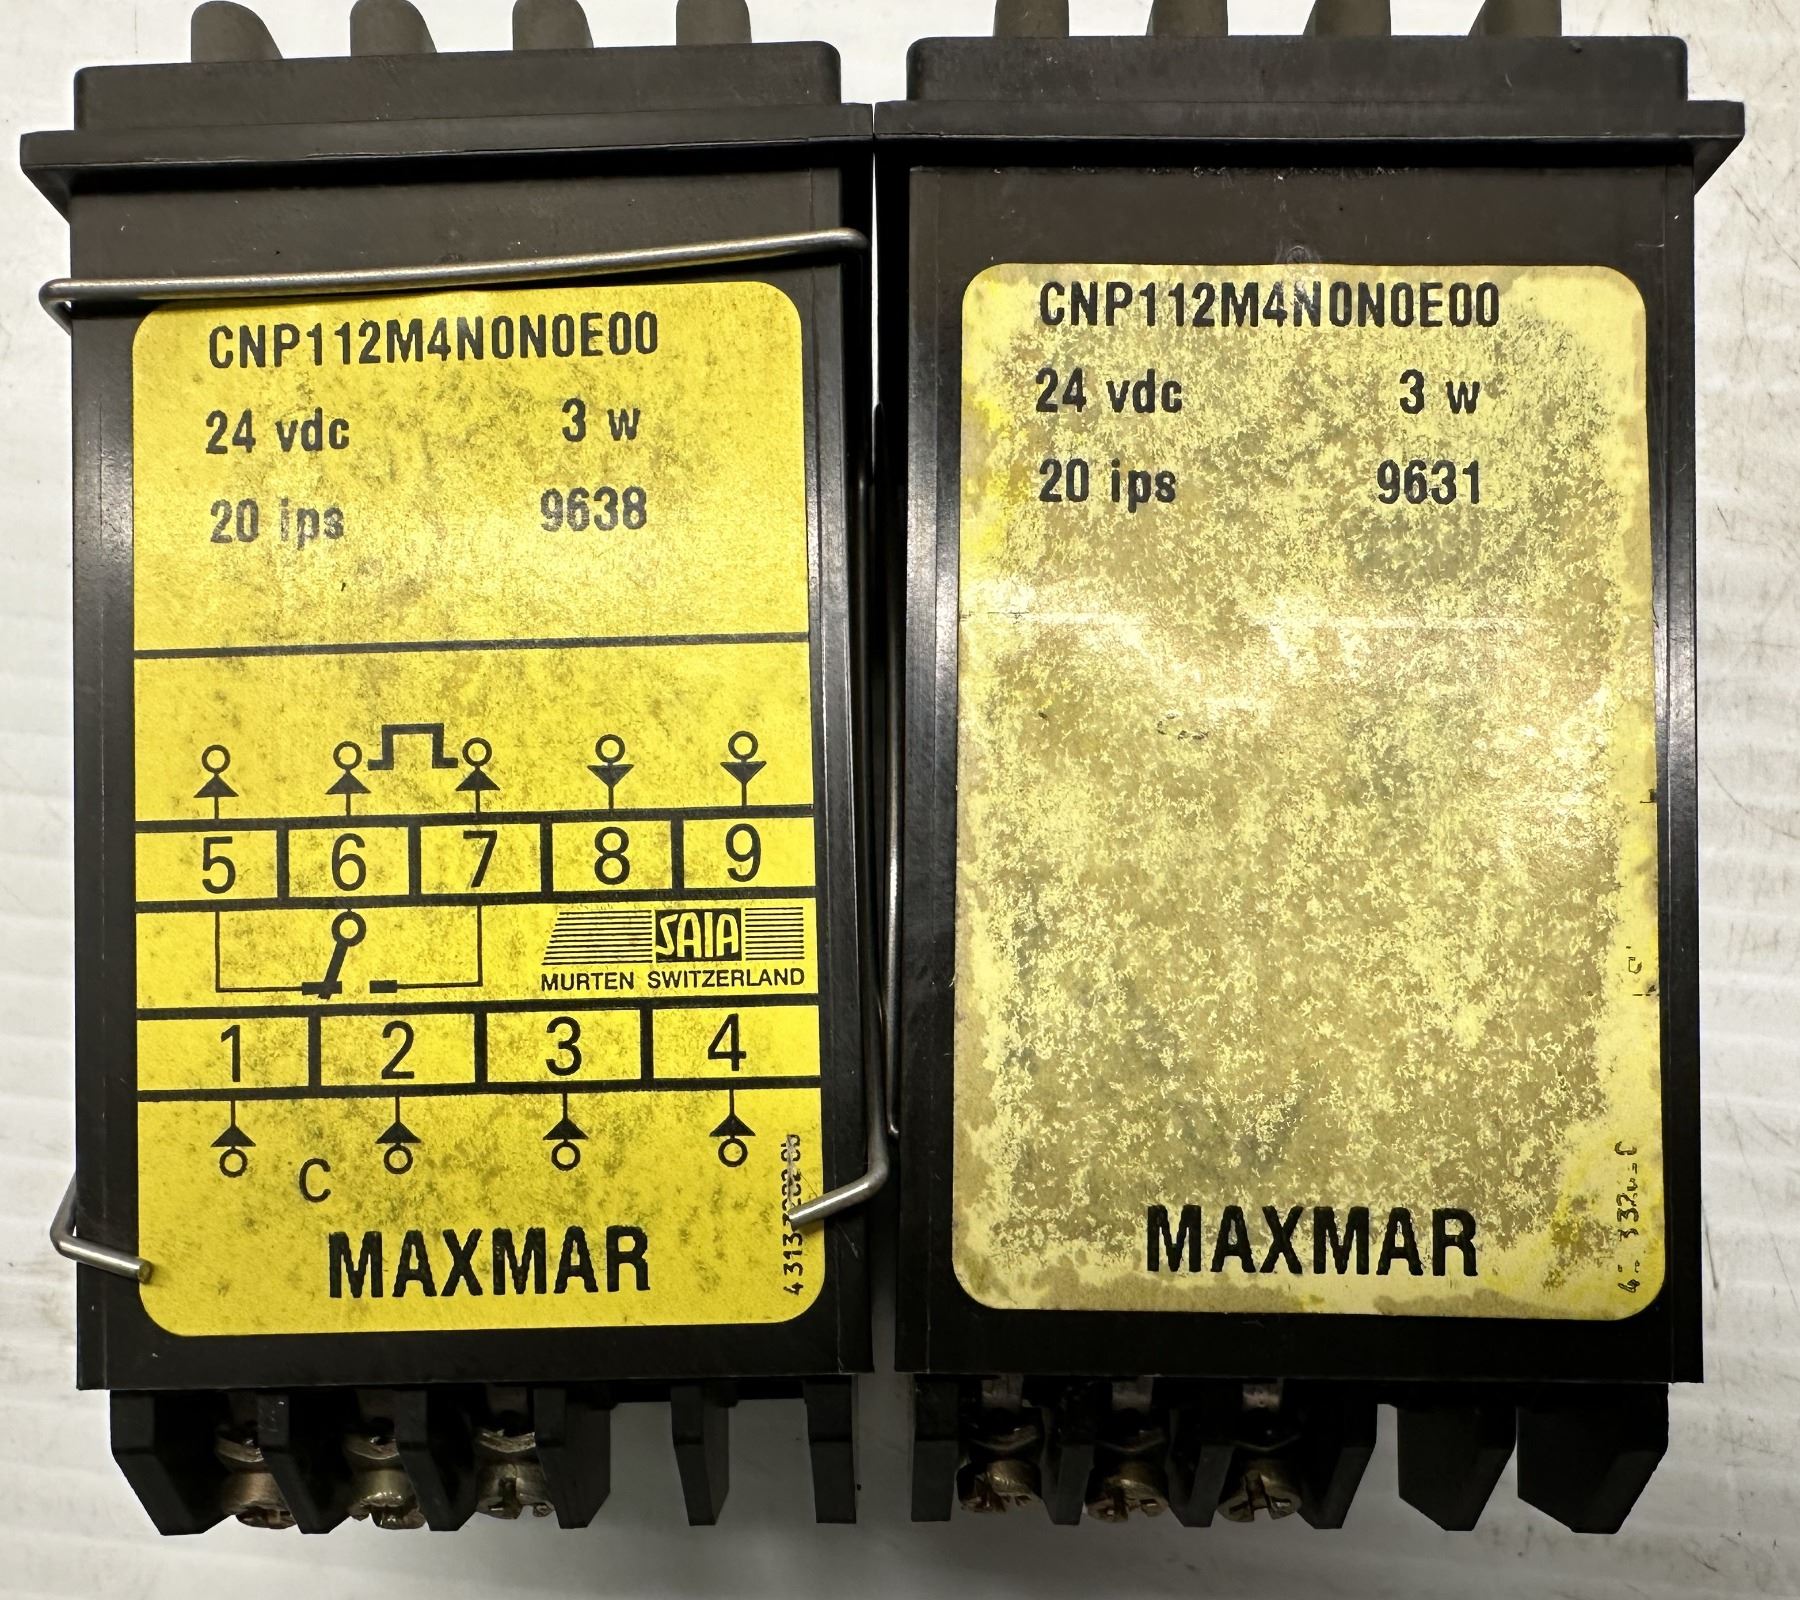 CNP112M4N0N0E00
24 vdc 3 w
20 ips 9638
5 6 7 8 9
SAIA
MURTEN SWITZERLAND
1 2 3 4
C
MAXMAR
CNP112M4N0N0E00
24 vdc 3 w
20 ips 9631
MAXMAR